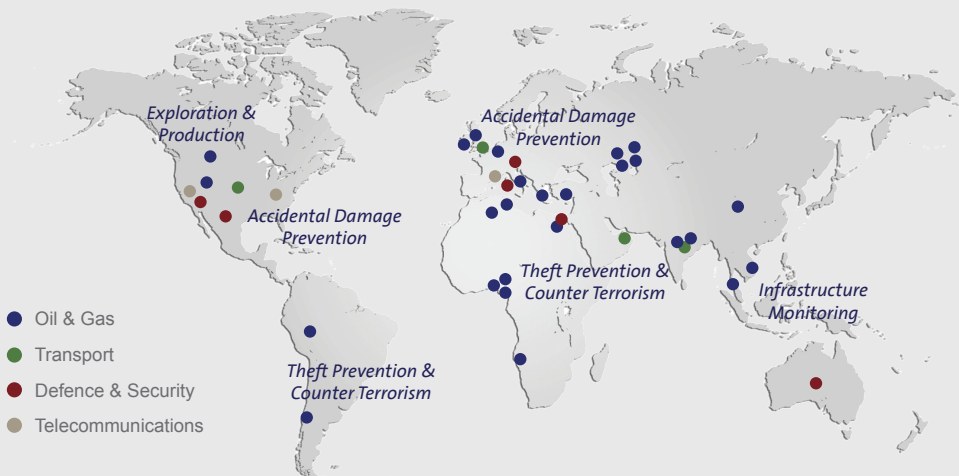 Exploration &
Production
Accidental Damage
Prevention
Accidental Damage
Prevention
Theft Prevention &
Counter Terrorism
Infrastructure
Monitoring
Theft Prevention &
Counter Terrorism
Oil & Gas
Transport
Defence & Security
Telecommunications